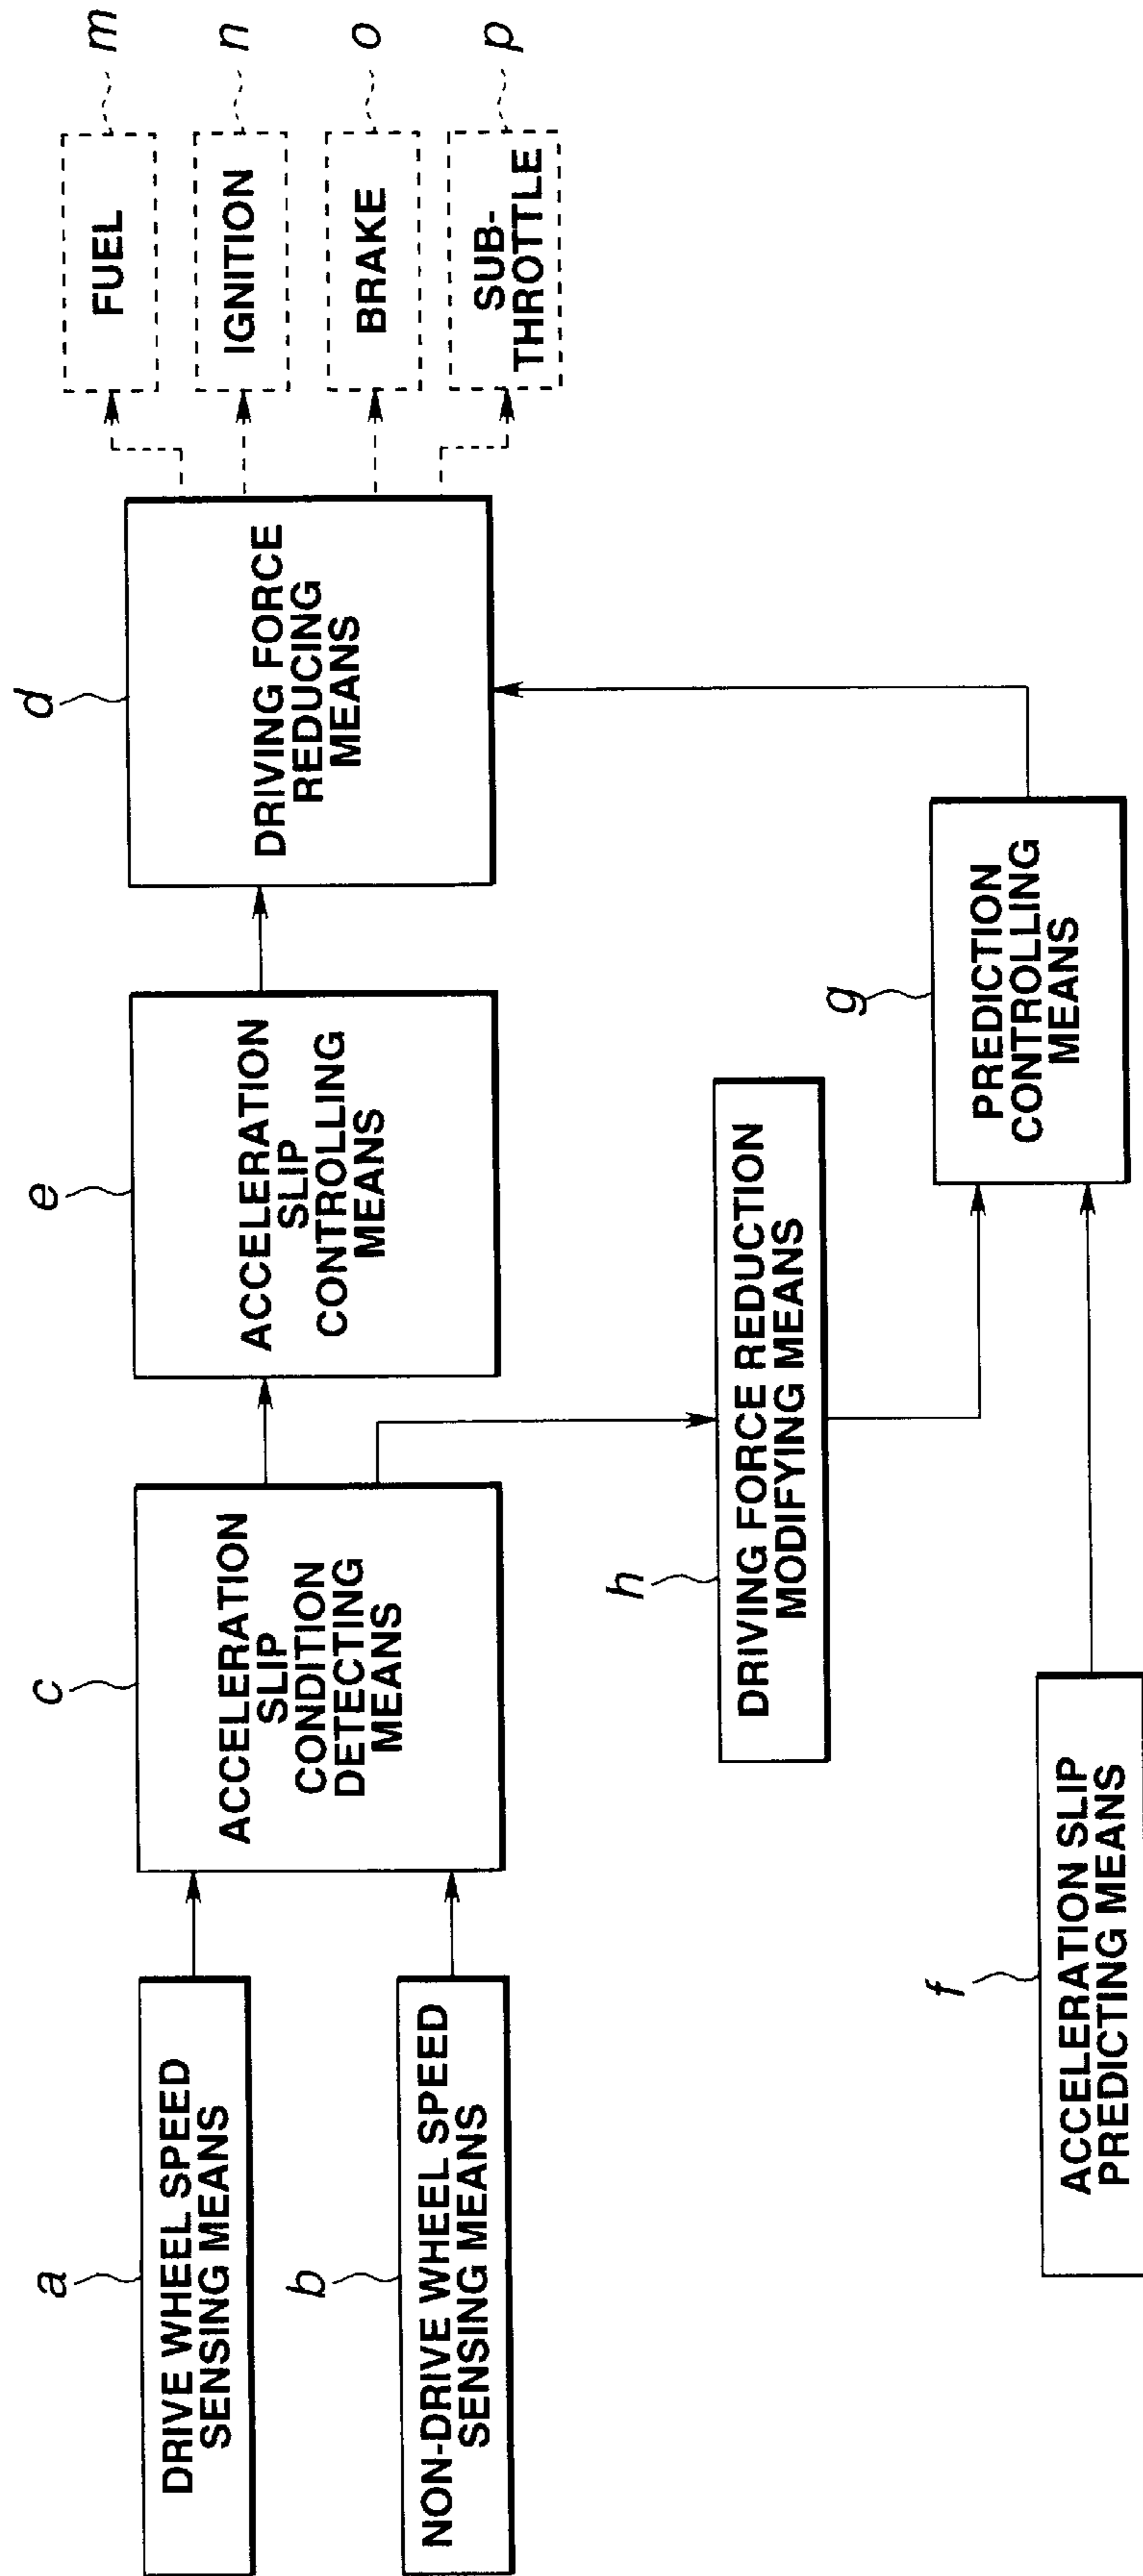 a
DRIVE WHEEL SPEED
SENSING MEANS
b
NON-DRIVE WHEEL SPEED
SENSING MEANS
c
ACCELERATION
SLIP
CONDITION
DETECTING
MEANS
e
ACCELERATION
SLIP
CONTROLLING
MEANS
d
DRIVING FORCE
REDUCING
MEANS
FUEL
m
IGNITION
n
BRAKE
o
SUB-
THROTTLE
p
h
DRIVING FORCE REDUCTION
MODIFYING MEANS
g
PREDICTION
CONTROLLING
MEANS
f
ACCELERATION SLIP
PREDICTING MEANS